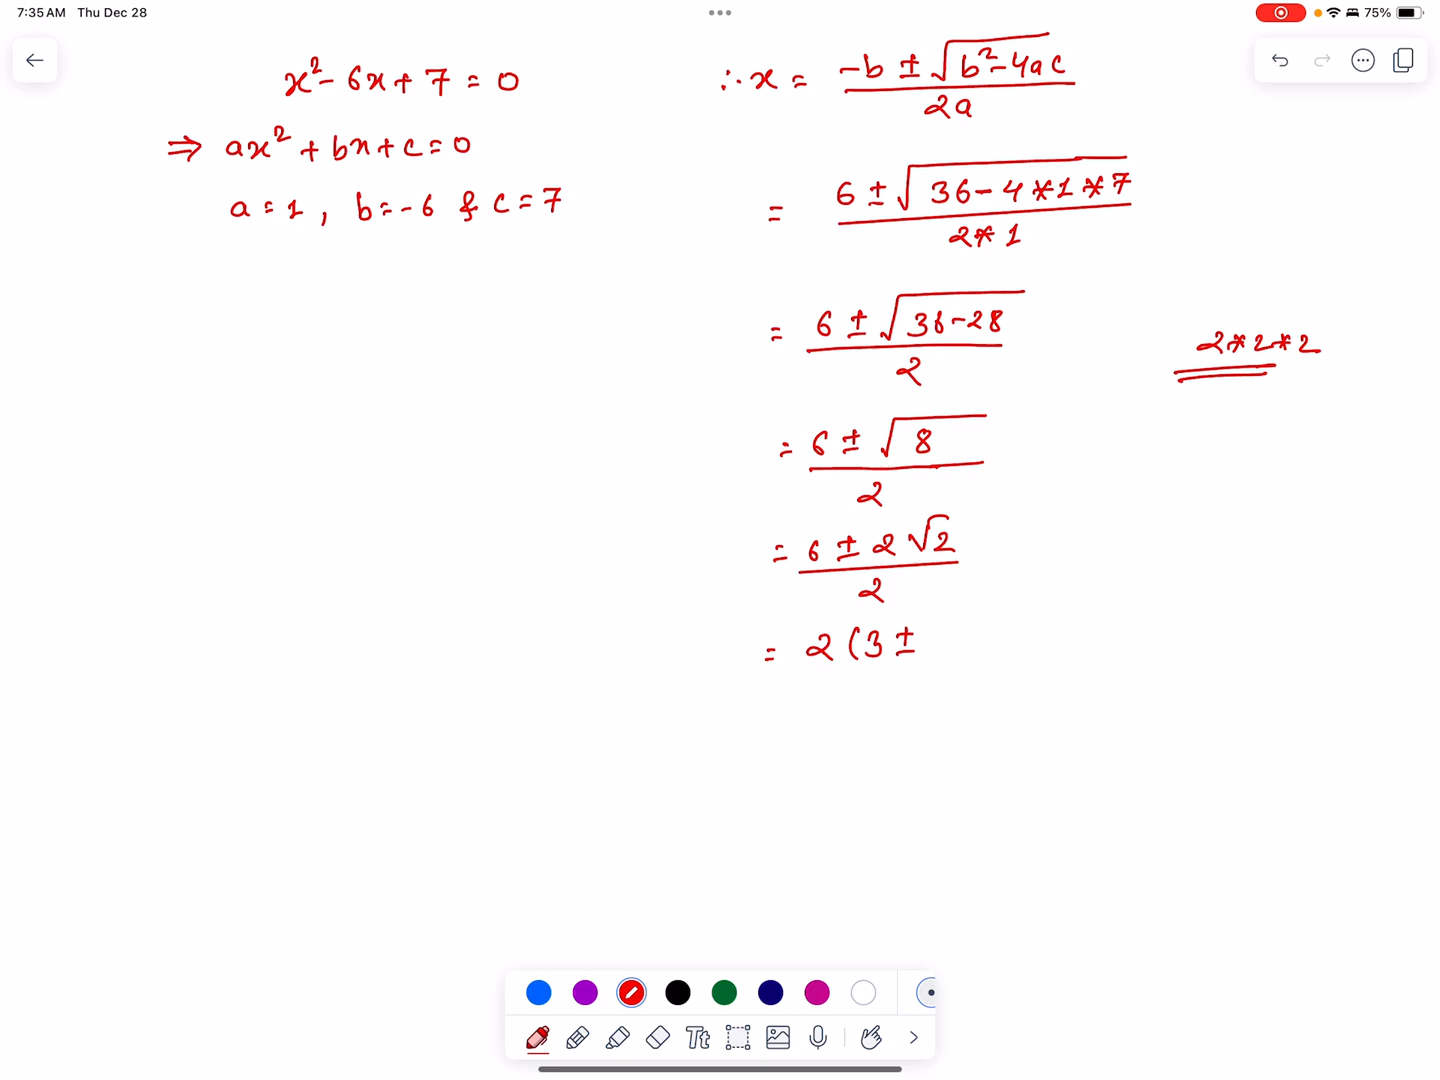 7:35 AM Thu Dec 28
75%
x² - 6x + 7 = 0
⇒ ax² + bx + c = 0
a = 1, b = -6 & c = 7
∴ x = (-b ± √(b² - 4ac)) / 2a
= (6 ± √(36 - 4*1*7)) / (2*1)
= (6 ± √(36 - 28)) / 2
2*2*2
= (6 ± √8) / 2
= (6 ± 2√2) / 2
= 2(3 ±
Tt